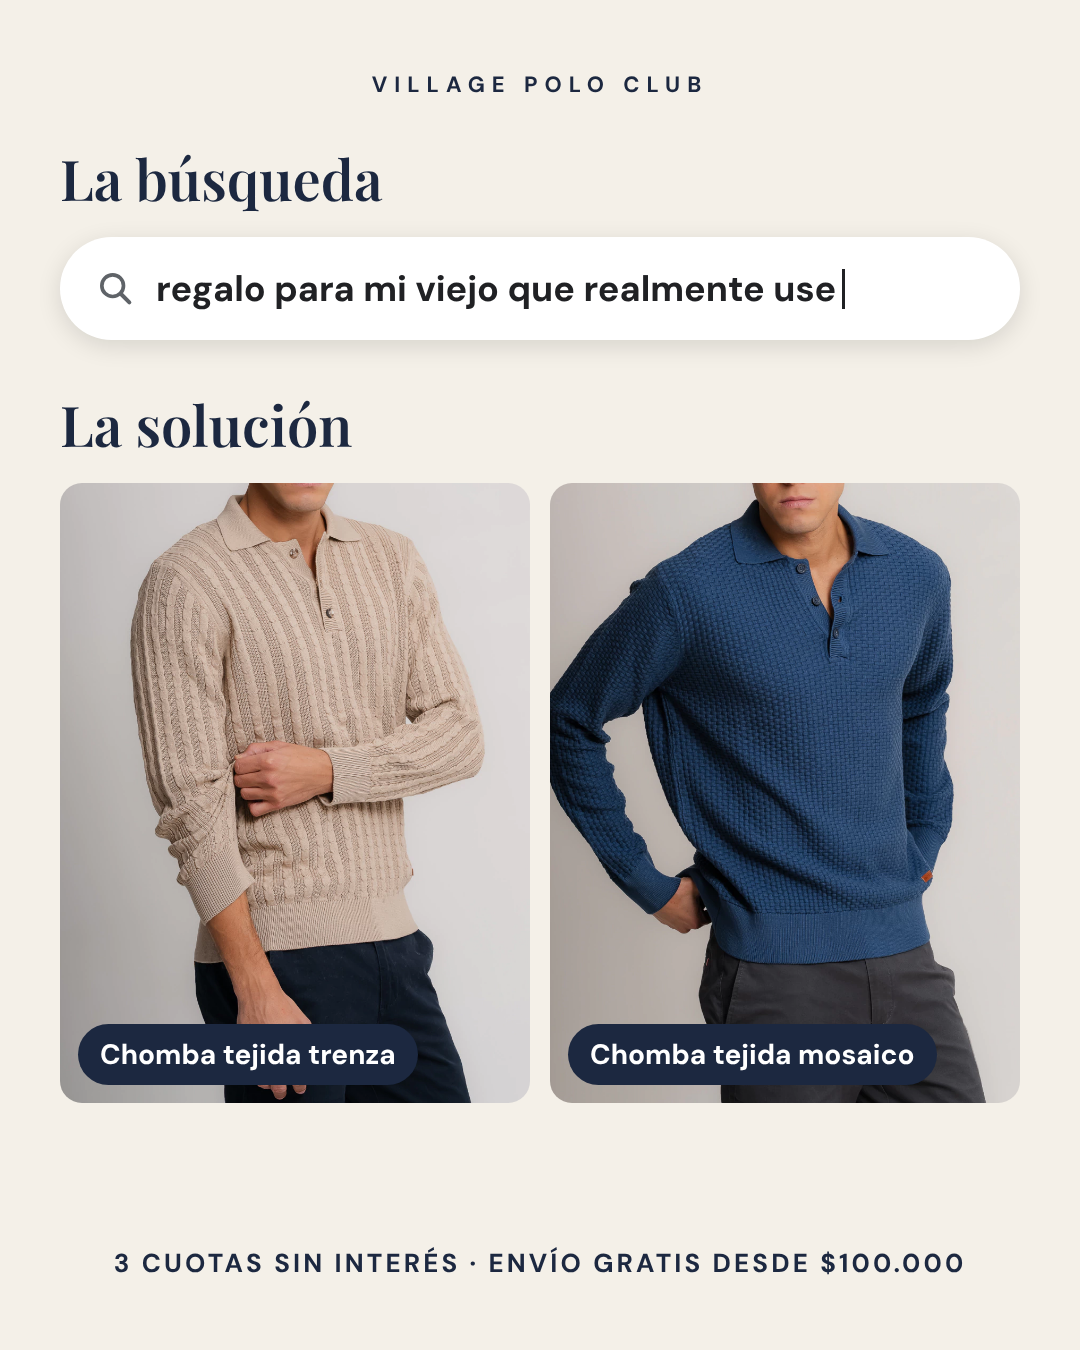 VILLAGE POLO CLUB
La búsqueda
regalo para mi viejo que realmente use
La solución
Chomba tejida trenza
Chomba tejida mosaico
3 CUOTAS SIN INTERÉS · ENVÍO GRATIS DESDE $100.000